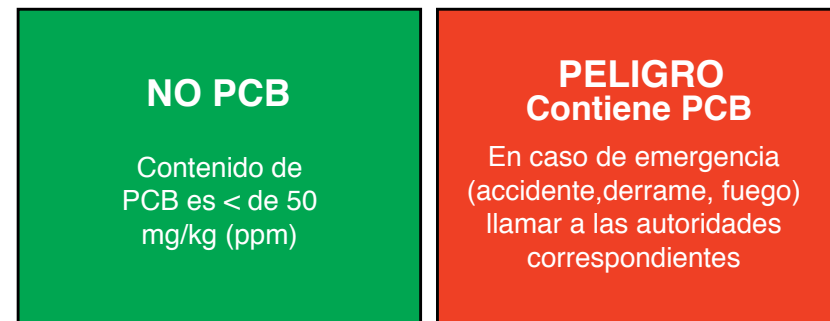 NO PCB
Contenido de
PCB es < de 50
mg/kg (ppm)
PELIGRO
Contiene PCB
En caso de emergencia
(accidente,derrame, fuego)
llamar a las autoridades
correspondientes